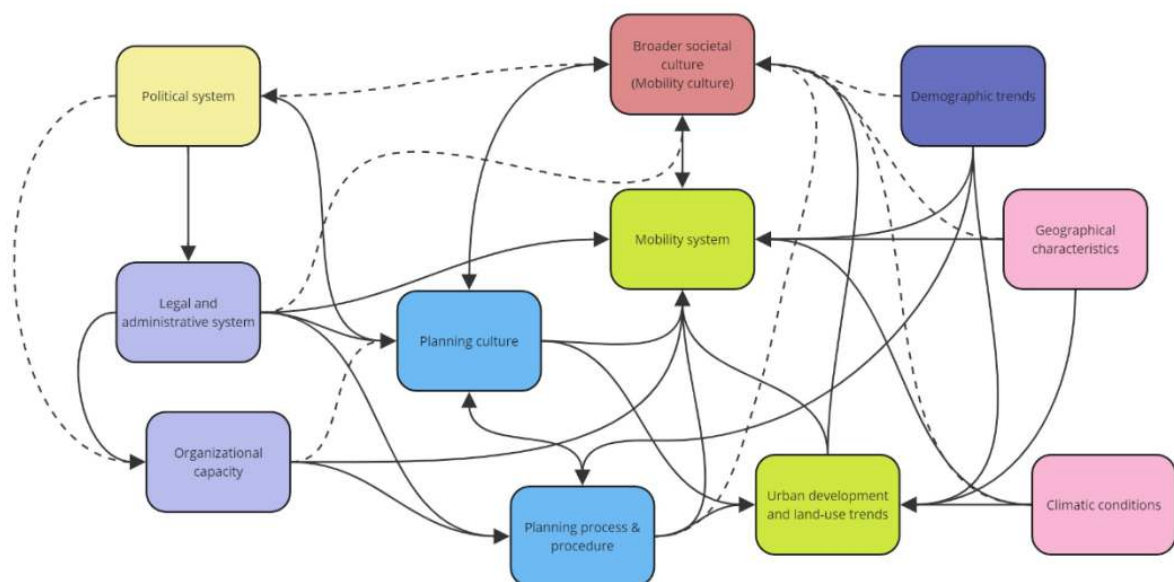 Broader societal
culture
(Mobility culture)
Political system
Demographic trends
Mobility system
Geographical
characteristics
Legal and
administrative system
Planning culture
Organizational
capacity
Planning process &
procedure
Urban development
and land-use trends
Climatic conditions